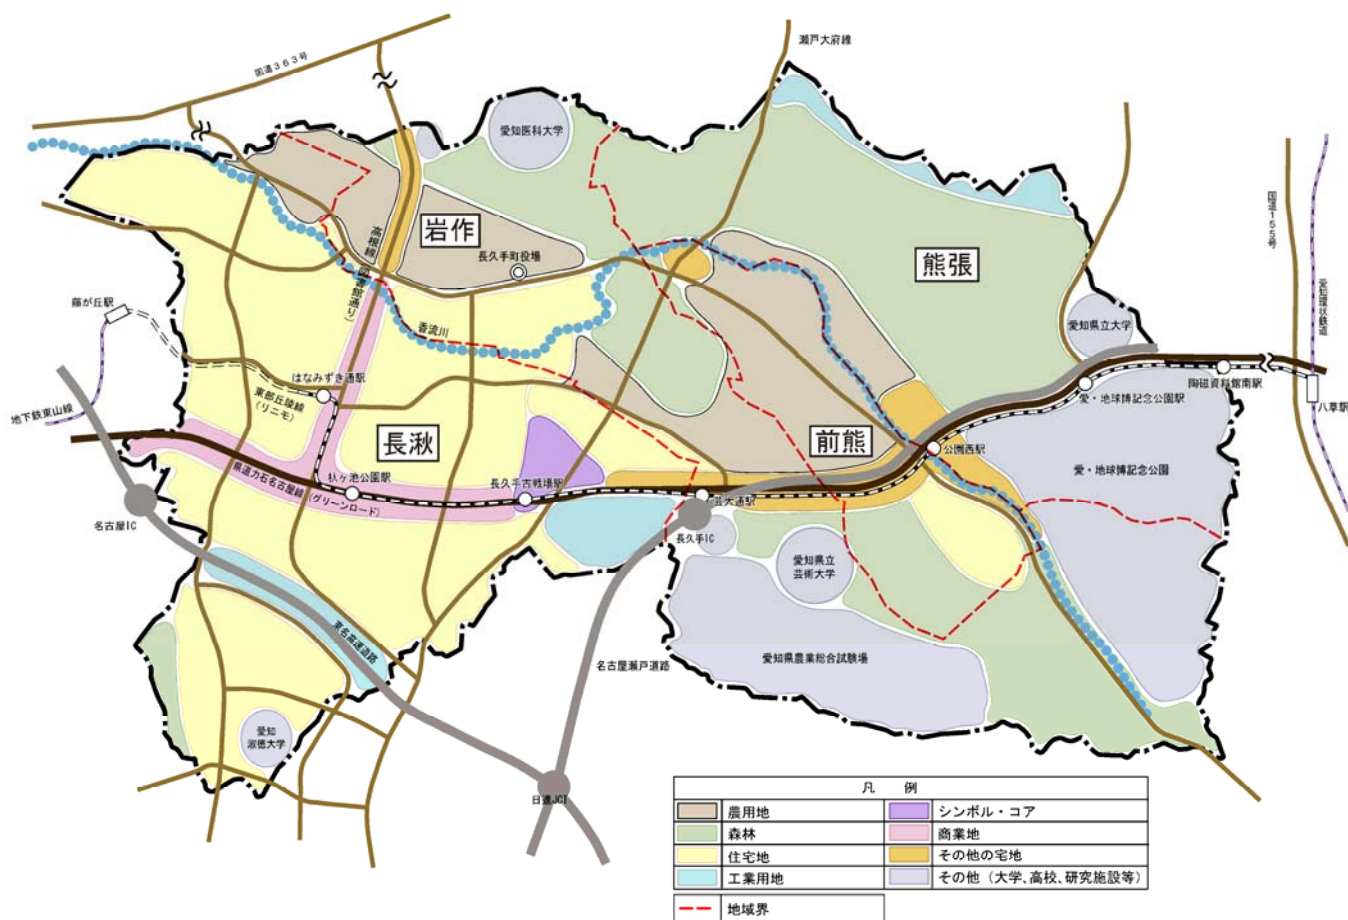 瀬戸大府線
国道363号
愛知医科大学
国道155号
愛知環状鉄道
岩作
長久手町役場
高根線(図書館通り)
熊張
香流川
藤が丘駅
愛知県立大学
はなみずき通駅
陶磁資料館南駅
愛・地球博記念公園駅
八草駅
東部丘陵線
(リニモ)
地下鉄東山線
長湫
前熊
公園西駅
県道力石名古屋線(グリーンロード)
杁ヶ池公園駅
長久手古戦場駅
芸大通駅
愛・地球博記念公園
名古屋IC
長久手IC
愛知県立
芸術大学
東名高速道路
名古屋瀬戸道路
愛知県農業総合試験場
愛知
淑徳大学
日進JCT
凡 例
農用地
シンボル・コア
森林
商業地
住宅地
その他の宅地
工業用地
その他(大学、高校、研究施設等)
地域界